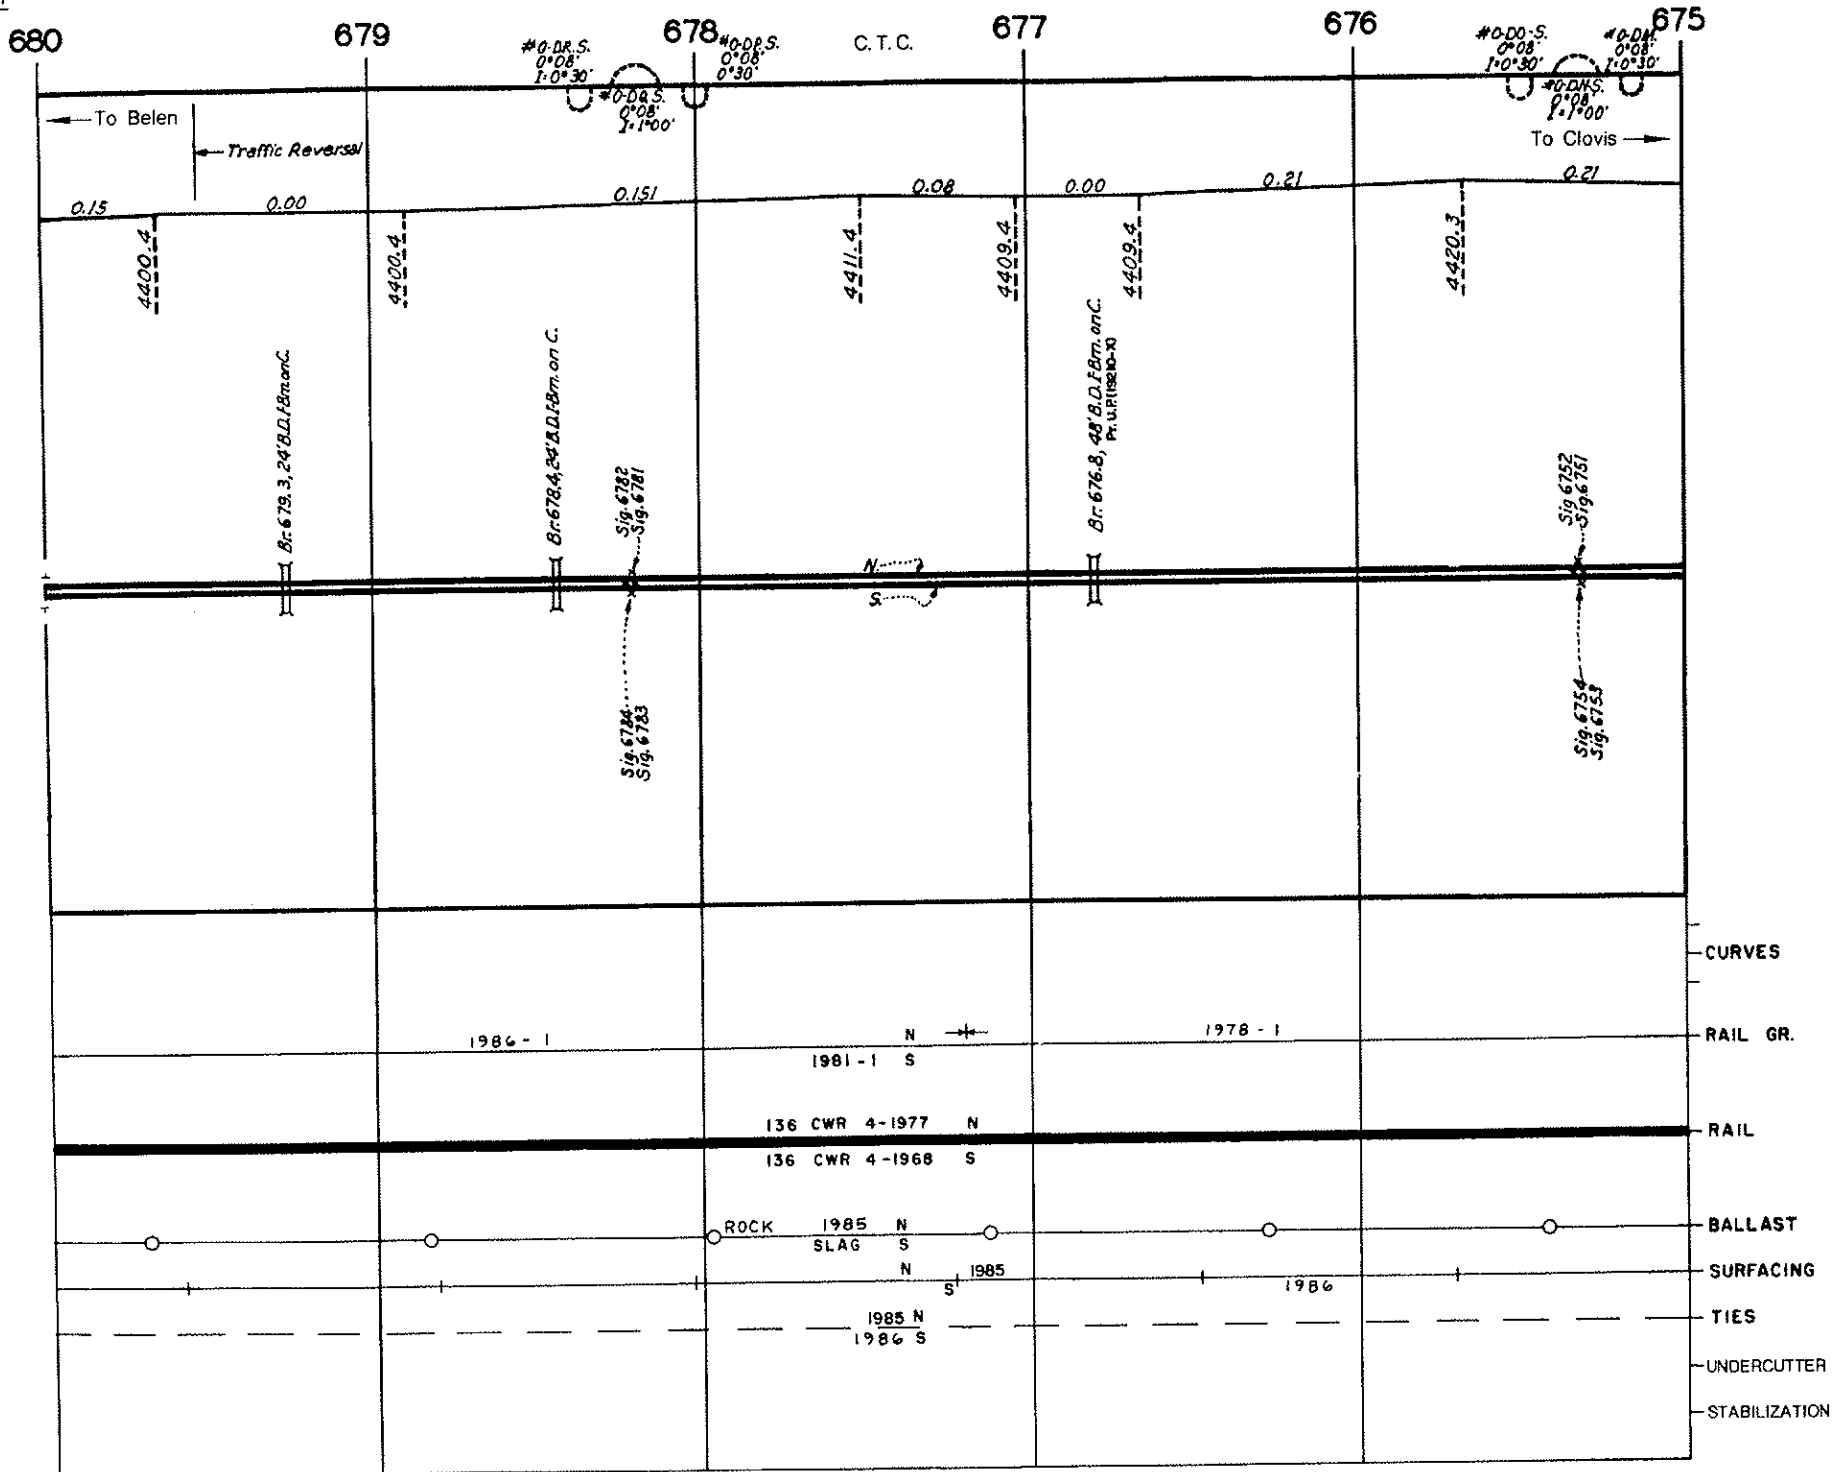 680
679
678
C. T. C.
677
676
675
#0-D.R.S.
0°08'
I=0°30'
#0-DQ.S.
0°08'
I=1°00'
#0-DP.S.
0°08'
0°30'
#0-DO-S.
0°08'
I=0°30'
#0-DN-S.
0°08'
I=1°00'
#0-DM.
0°08'
I=0°30'
To Belen
Traffic Reversal
To Clovis
0.15
0.00
0.151
0.08
0.00
0.21
0.21
4400.4
4400.4
4411.4
4409.4
4409.4
4420.3
Br. 679.3, 24' B.D. I-Bm. on C.
Br. 678.4, 24' B.D. I-Bm. on C.
Sig. 6782
Sig. 6781
Br. 676.8, 48' B.D. I-Bm. on C.
Sig 6752
Sig. 6751
N.
S.
Sig. 6784
Sig. 6783
Sig. 6754
Sig. 6753
CURVES
1986 - 1
N
1978 - 1
RAIL GR.
1981 - 1 S
136 CWR 4-1977 N
RAIL
136 CWR 4-1968 S
ROCK 1985 N
BALLAST
SLAG S
N 1985
SURFACING
S
1986
1985 N
TIES
1986 S
UNDERCUTTER
STABILIZATION